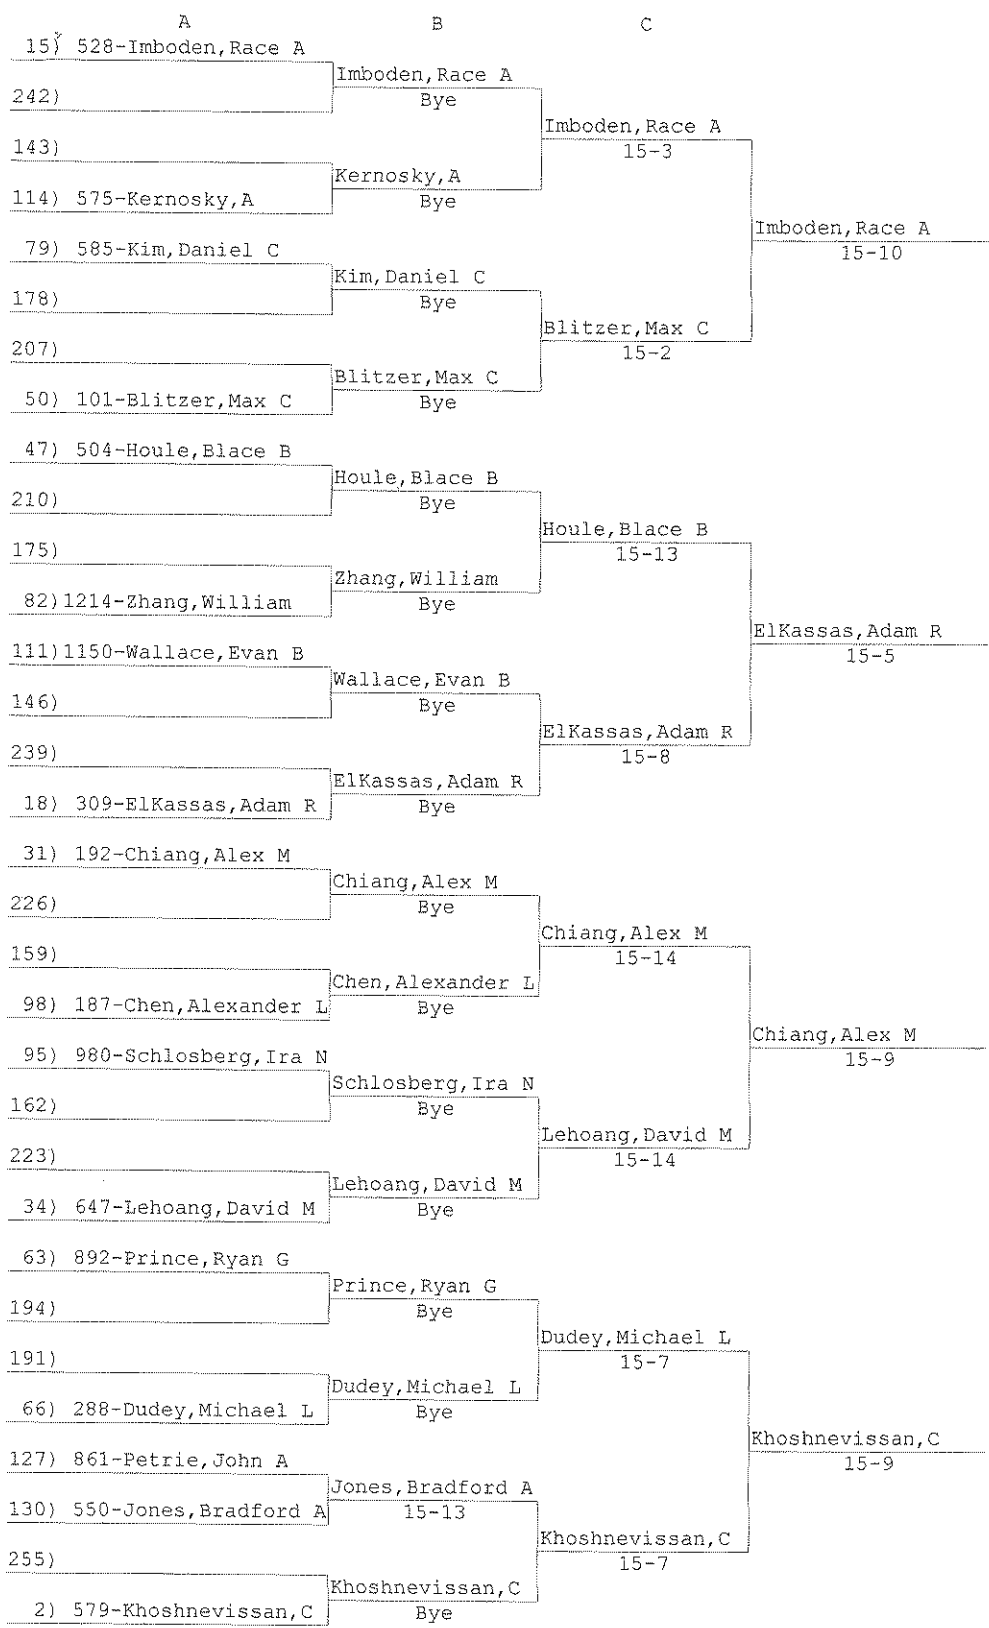 A B C
15) 528-Imboden,Race A
Imboden,Race A
242) Bye
Imboden,Race A
143) 15-3
Kernosky,A
114) 575-Kernosky,A Bye
Imboden,Race A
79) 585-Kim,Daniel C 15-10
Kim,Daniel C
178) Bye
Blitzer,Max C
207) 15-2
Blitzer,Max C
50) 101-Blitzer,Max C Bye
47) 504-Houle,Blace B
Houle,Blace B
210) Bye
Houle,Blace B
175) 15-13
Zhang,William
82)1214-Zhang,William Bye
ElKassas,Adam R
111)1150-Wallace,Evan B 15-5
Wallace,Evan B
146) Bye
ElKassas,Adam R
239) 15-8
ElKassas,Adam R
18) 309-ElKassas,Adam R Bye
31) 192-Chiang,Alex M
Chiang,Alex M
226) Bye
Chiang,Alex M
159) 15-14
Chen,Alexander L
98) 187-Chen,Alexander L Bye
Chiang,Alex M
95) 980-Schlosberg,Ira N 15-9
Schlosberg,Ira N
162) Bye
Lehoang,David M
223) 15-14
Lehoang,David M
34) 647-Lehoang,David M Bye
63) 892-Prince,Ryan G
Prince,Ryan G
194) Bye
Dudey,Michael L
191) 15-7
Dudey,Michael L
66) 288-Dudey,Michael L Bye
Khoshnevissan,C
127) 861-Petrie,John A 15-9
Jones,Bradford A
130) 550-Jones,Bradford A 15-13
Khoshnevissan,C
255) 15-7
Khoshnevissan,C
2) 579-Khoshnevissan,C Bye